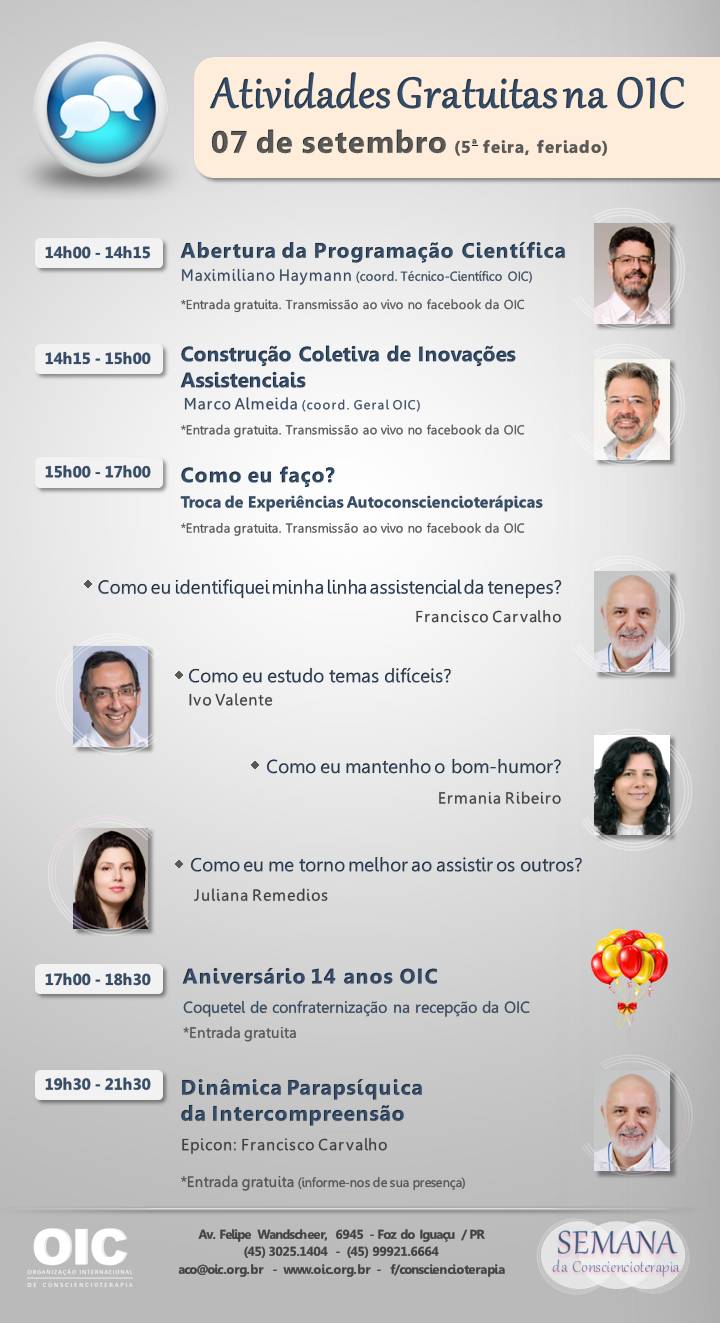 Atividades Gratuitas na OIC
07 de setembro (5ª feira, feriado)
14h00 - 14h15
Abertura da Programação Científica
Maximiliano Haymann (coord. Técnico-Científico OIC)
*Entrada gratuita. Transmissão ao vivo no facebook da OIC
14h15 - 15h00
Construção Coletiva de Inovações
Assistenciais
Marco Almeida (coord. Geral OIC)
*Entrada gratuita. Transmissão ao vivo no facebook da OIC
15h00 - 17h00
Como eu faço?
Troca de Experiências Autoconsciencioterápicas
*Entrada gratuita. Transmissão ao vivo no facebook da OIC
Como eu identifiquei minha linha assistencial da tenepes?
Francisco Carvalho
Como eu estudo temas difíceis?
Ivo Valente
Como eu mantenho o bom-humor?
Ermania Ribeiro
Como eu me torno melhor ao assistir os outros?
Juliana Remedios
17h00 - 18h30
Aniversário 14 anos OIC
Coquetel de confraternização na recepção da OIC
*Entrada gratuita
19h30 - 21h30
Dinâmica Parapsíquica
da Intercompreensão
Epicon: Francisco Carvalho
*Entrada gratuita (informe-nos de sua presença)
OIC
ORGANIZAÇÃO INTERNACIONAL
DE CONSCIENCIOTERAPIA
Av. Felipe Wandscheer, 6945 - Foz do Iguaçu / PR
(45) 3025.1404 - (45) 99921.6664
aco@oic.org.br - www.oic.org.br - f/consciencioterapia
SEMANA
da Consciencioterapia